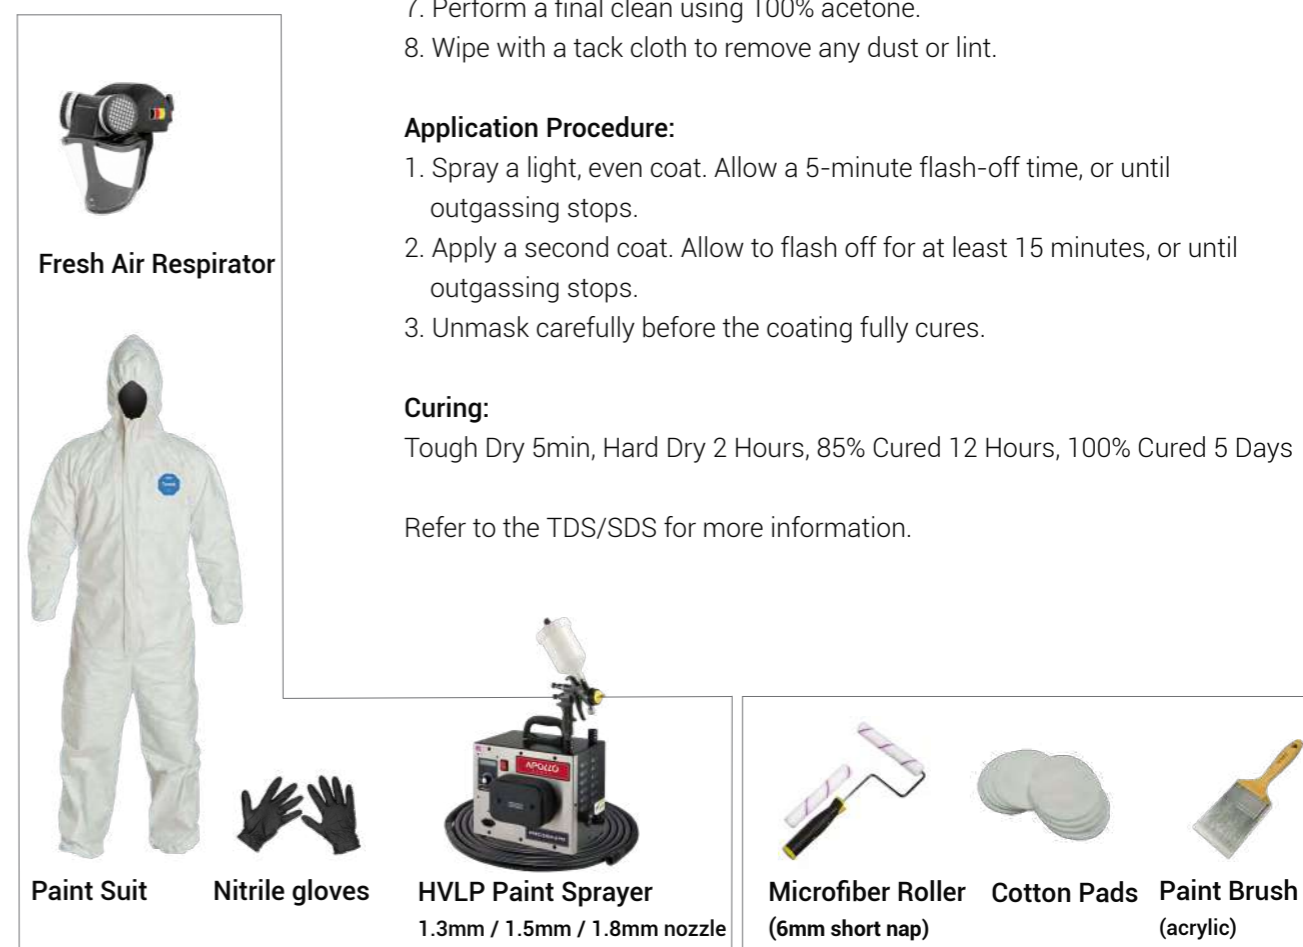 7. Perform a final clean using 100% acetone.
8. Wipe with a tack cloth to remove any dust or lint.
Application Procedure:
1. Spray a light, even coat. Allow a 5-minute flash-off time, or until
outgassing stops.
2. Apply a second coat. Allow to flash off for at least 15 minutes, or until
outgassing stops.
3. Unmask carefully before the coating fully cures.
Curing:
Tough Dry 5min, Hard Dry 2 Hours, 85% Cured 12 Hours, 100% Cured 5 Days
Refer to the TDS/SDS for more information.
Fresh Air Respirator
APOLLO
Paint Suit
Nitrile gloves
HVLP Paint Sprayer
1.3mm / 1.5mm / 1.8mm nozzle
Microfiber Roller
(6mm short nap)
Cotton Pads
Paint Brush
(acrylic)